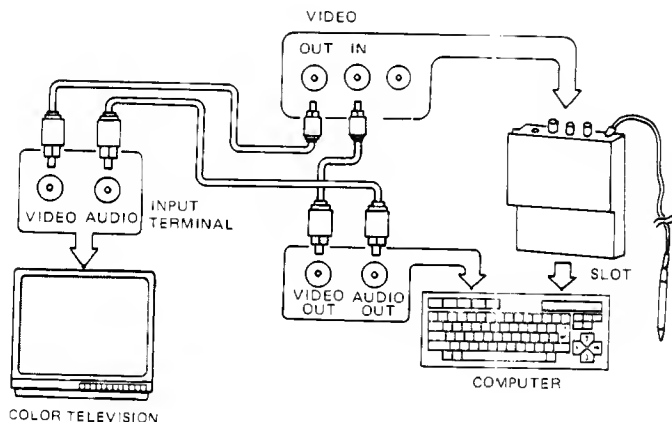 VIDEO
OUT IN
VIDEO AUDIO
INPUT
TERMINAL
VIDEO
OUT
AUDIO
OUT
SLOT
COMPUTER
COLOR TELEVISION